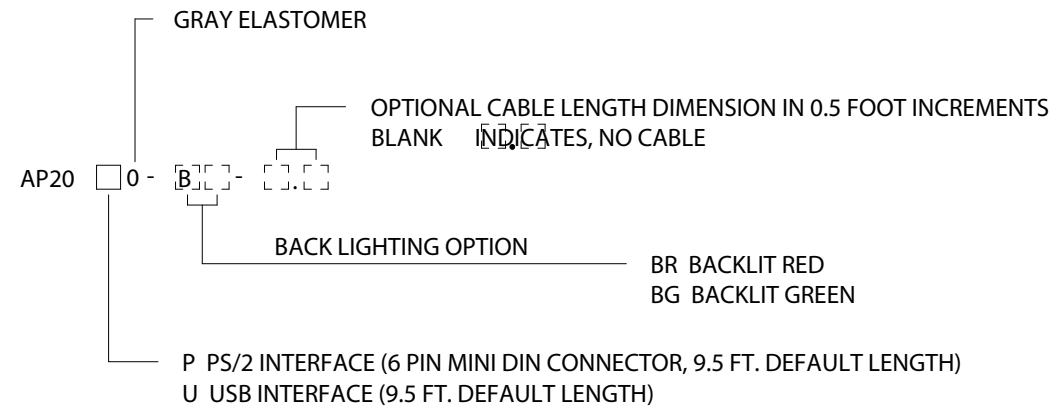 GRAY ELASTOMER
OPTIONAL CABLE LENGTH DIMENSION IN 0.5 FOOT INCREMENTS
BLANK . INDICATES, NO CABLE
AP20 0 - B - .
BACK LIGHTING OPTION
BR BACKLIT RED
BG BACKLIT GREEN
P PS/2 INTERFACE (6 PIN MINI DIN CONNECTOR, 9.5 FT. DEFAULT LENGTH)
U USB INTERFACE (9.5 FT. DEFAULT LENGTH)